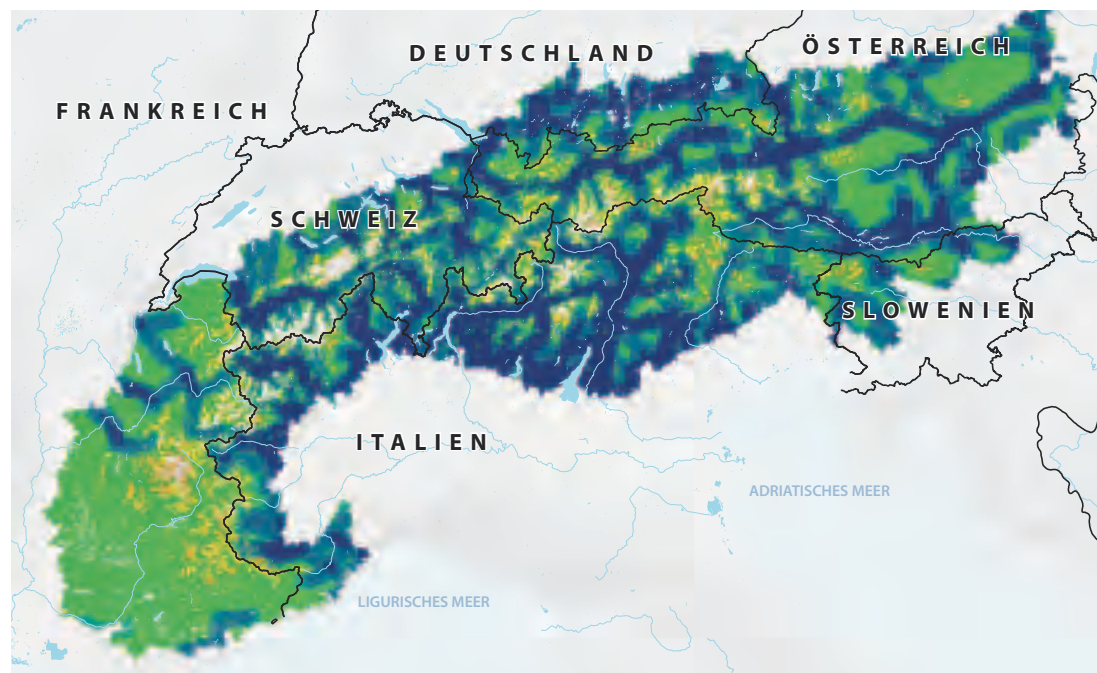 DEUTSCHLAND
ÖSTERREICH
FRANKREICH
SCHWEIZ
SLOWENIEN
ITALIEN
ADRIATISCHES MEER
LIGURISCHES MEER